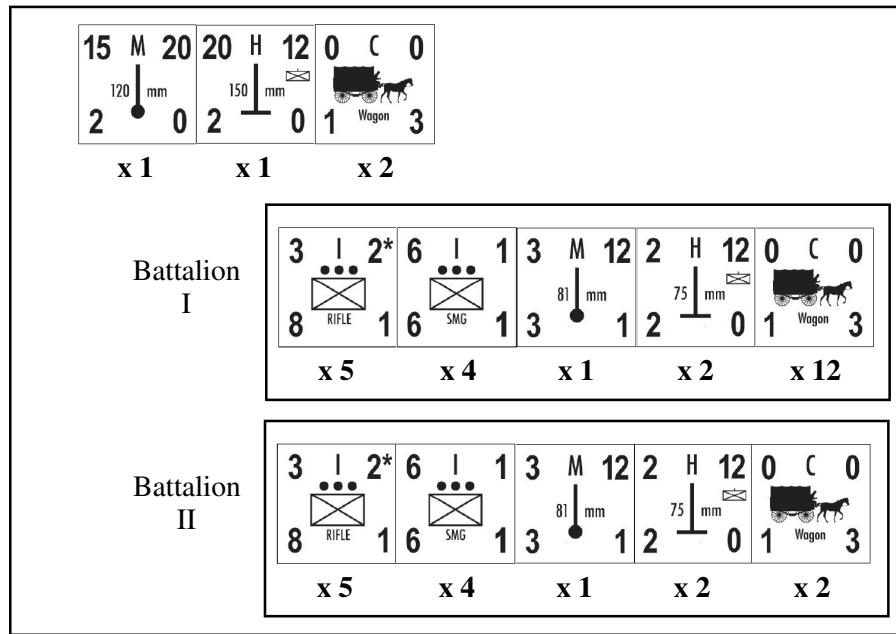 15 M 20 20 H 12 0 C 0
120 mm 150 mm
2 0 2 0 1 Wagon 3
x 1 x 1 x 2
Battalion
I
3 I 2* 6 I 1 3 M 12 2 H 12 0 C 0
81 mm 75 mm
8 RIFLE 1 6 SMG 1 3 1 2 0 1 Wagon 3
x 5 x 4 x 1 x 2 x 12
Battalion
II
3 I 2* 6 I 1 3 M 12 2 H 12 0 C 0
81 mm 75 mm
8 RIFLE 1 6 SMG 1 3 1 2 0 1 Wagon 3
x 5 x 4 x 1 x 2 x 2